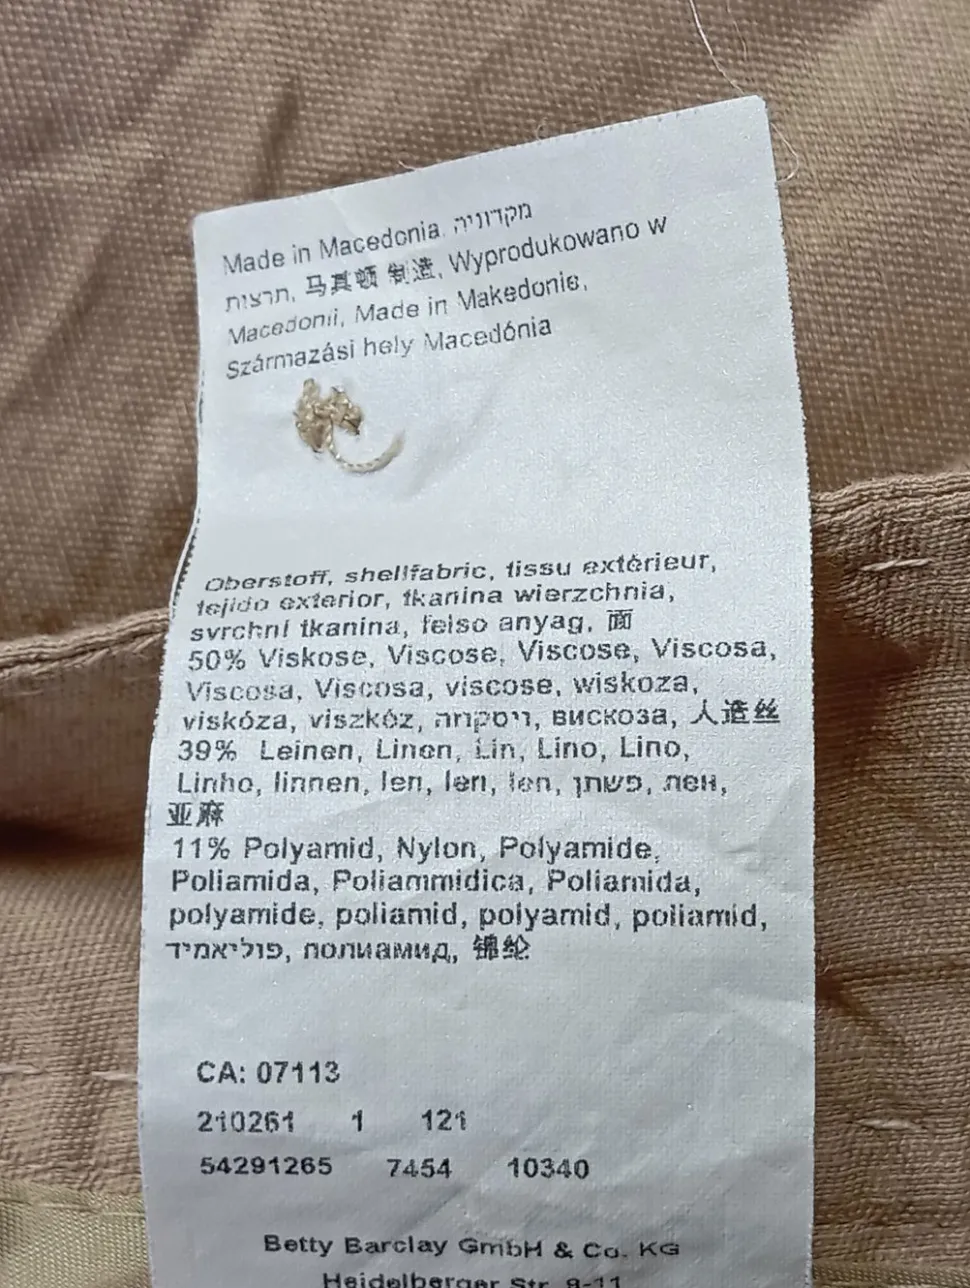 Made in Macedonia, מקדוניה
תוצרת, 马其顿 制造, Wyprodukowano w
Macedonii, Made in Makedonie,
Származási hely Macedónia
Oberstoff, shellfabric, tissu extérieur,
tejido exterior, tkanina wierzchnia,
svrchní tkanina, felso anyag, 面
50% Viskose, Viscose, Viscose, Viscosa,
Viscosa, Viscosa, viscose, wiskoza,
viskóza, viszkóz, ויסקוזה, вискоза, 人造丝
39% Leinen, Linen, Lin, Lino, Lino,
Linho, linnen, len, len, len, פשתן, лен,
亚麻
11% Polyamid, Nylon, Polyamide,
Poliamida, Poliammidica, Poliamida,
polyamide, poliamid, polyamid, poliamid,
פוליאמיד, полиамид, 锦纶
CA: 07113
210261 1 121
54291265 7454 10340
Betty Barclay GmbH & Co. KG
Heidelberger Str. 9-11